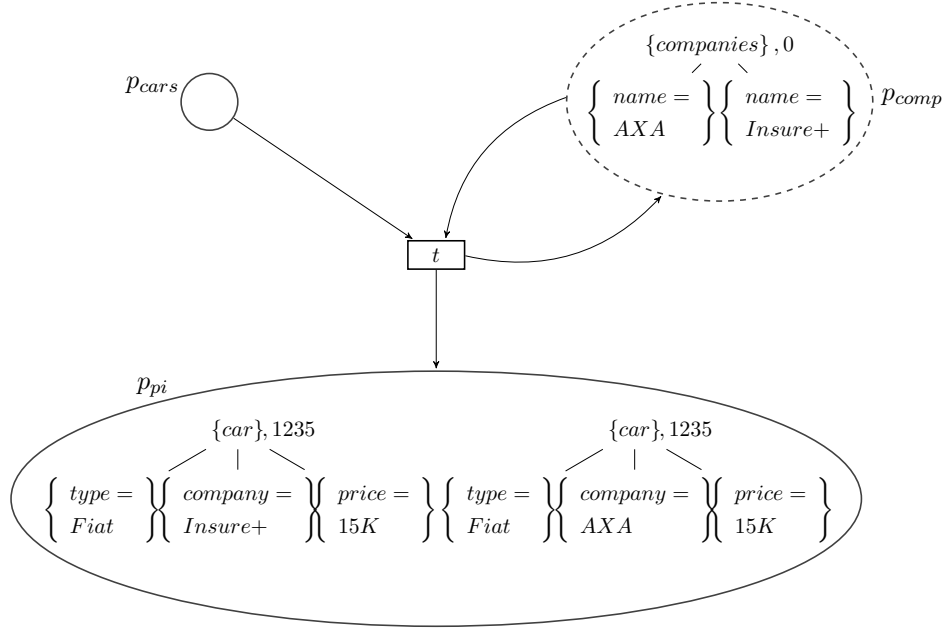 {companies}, 0
p_cars
{ name = AXA } { name = Insure+ }
p_comp
t
p_pi
{car}, 1235 {car}, 1235
{ type = Fiat } { company = Insure+ } { price = 15K } { type = Fiat } { company = AXA } { price = 15K }